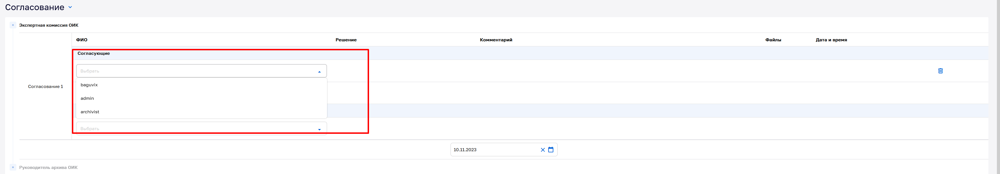 Согласование
Экспертная комиссия ОИК
ФИО Решение Комментарий Файлы Дата и время
Согласующие
Выбрать
baguvix
Согласование 1
admin
archivist
Выбрать
10.11.2023
Руководитель архива ОИК